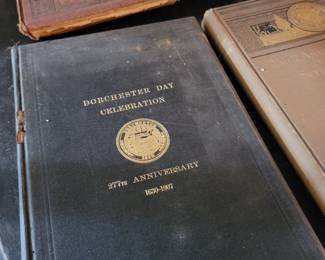 DORCHESTER DAY
CELEBRATION
277TH ANNIVERSARY
1630-1907